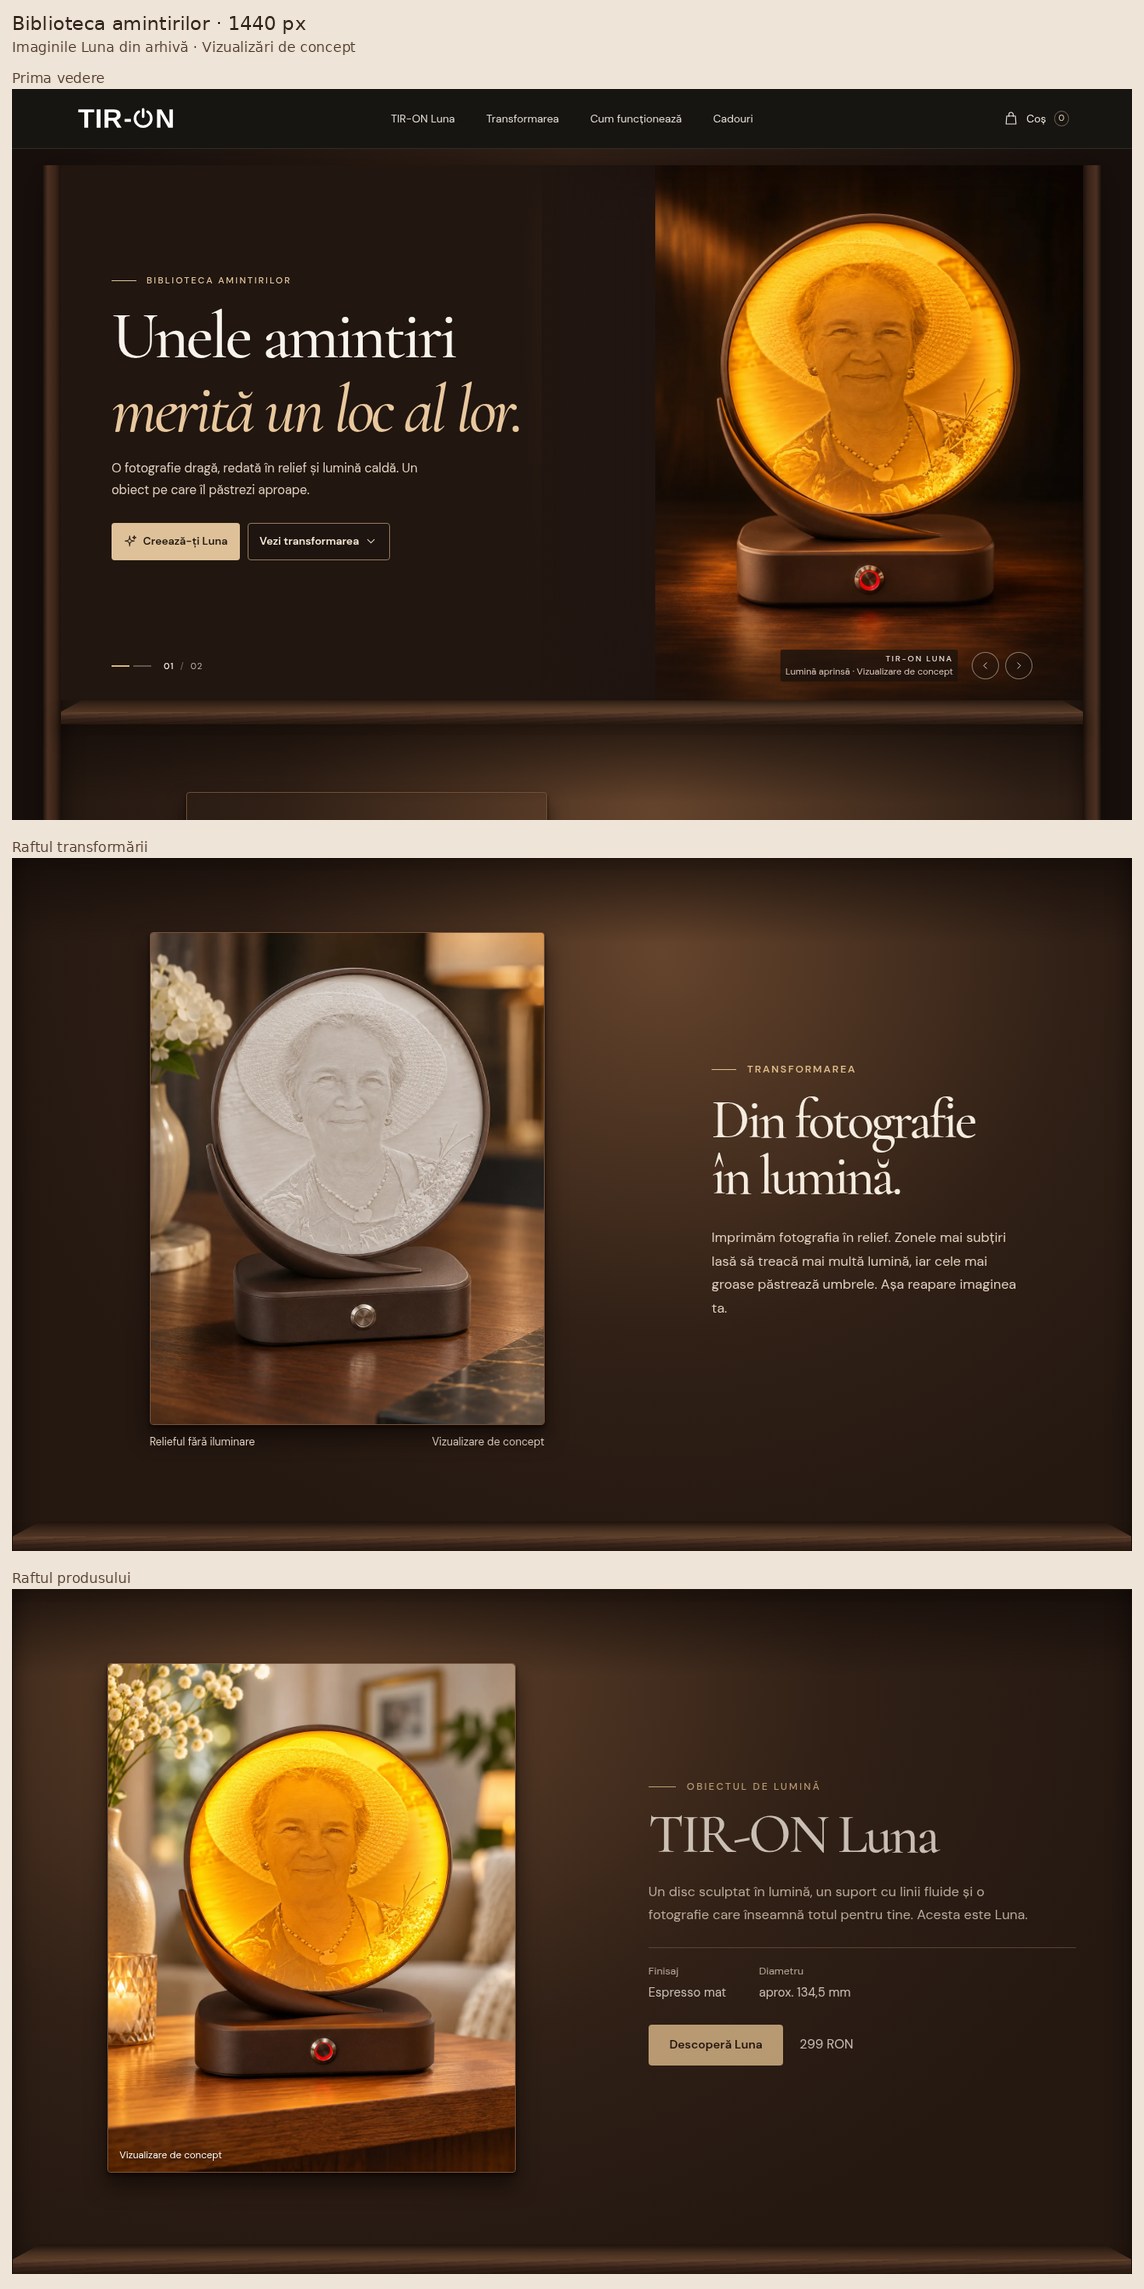 Biblioteca amintirilor · 1440 px
Imaginile Luna din arhivă · Vizualizări de concept
Prima vedere
TIR-ON
TIR-ON Luna
Transformarea
Cum funcționează
Cadouri
Coș 0
BIBLIOTECA AMINTIRILOR
Unele amintiri
merită un loc al lor.
O fotografie dragă, redată în relief și lumină caldă. Un
obiect pe care îl păstrezi aproape.
Creează-ți Luna
Vezi transformarea
01 / 02
TIR-ON LUNA
Lumină aprinsă · Vizualizare de concept
Raftul transformării
TRANSFORMAREA
Din fotografie
în lumină.
Imprimăm fotografia în relief. Zonele mai subțiri
lasă să treacă mai multă lumină, iar cele mai
groase păstrează umbrele. Așa reapare imaginea
ta.
Relieful fără iluminare
Vizualizare de concept
Raftul produsului
OBIECTUL DE LUMINĂ
TIR-ON Luna
Un disc sculptat în lumină, un suport cu linii fluide și o
fotografie care înseamnă totul pentru tine. Acesta este Luna.
Finisaj
Espresso mat
Diametru
aprox. 134,5 mm
Descoperă Luna
299 RON
Vizualizare de concept